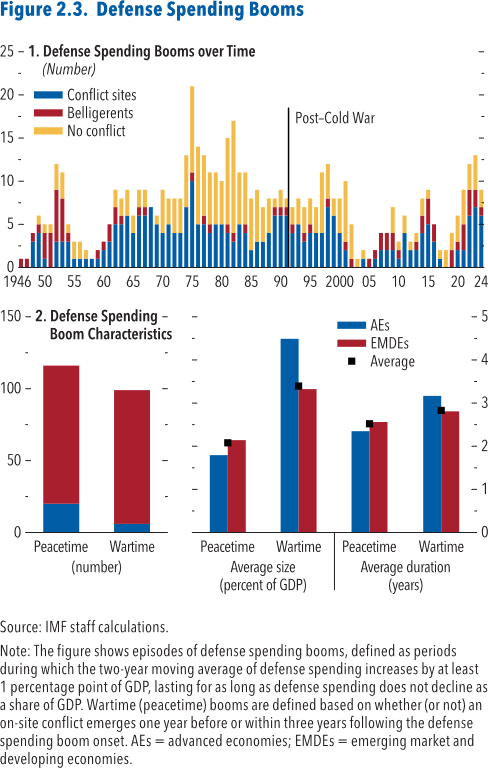 Figure 2.3. Defense Spending Booms
1. Defense Spending Booms over Time
(Number)
25
20
15
10
5
0
Conflict sites
Belligerents
No conflict
Post–Cold War
1946 50 55 60 65 70 75 80 85 90 95 2000 05 10 15 20 24
2. Defense Spending
Boom Characteristics
150
100
50
0
AEs
EMDEs
Average
5
4
3
2
1
0
Peacetime Wartime
(number)
Peacetime Wartime
Average size
(percent of GDP)
Peacetime Wartime
Average duration
(years)
Source: IMF staff calculations.
Note: The figure shows episodes of defense spending booms, defined as periods
during which the two-year moving average of defense spending increases by at least
1 percentage point of GDP, lasting for as long as defense spending does not decline as
a share of GDP. Wartime (peacetime) booms are defined based on whether (or not) an
on-site conflict emerges one year before or within three years following the defense
spending boom onset. AEs = advanced economies; EMDEs = emerging market and
developing economies.